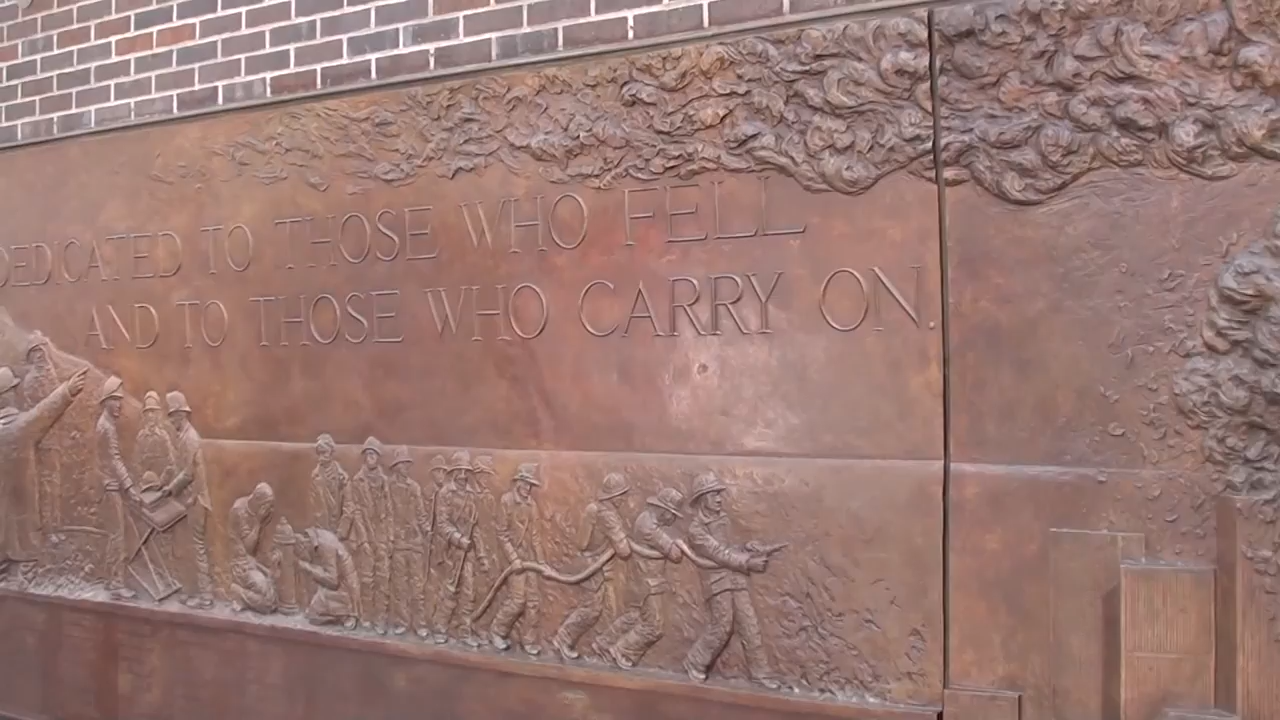 DEDICATED TO THOSE WHO FELL
AND TO THOSE WHO CARRY ON.